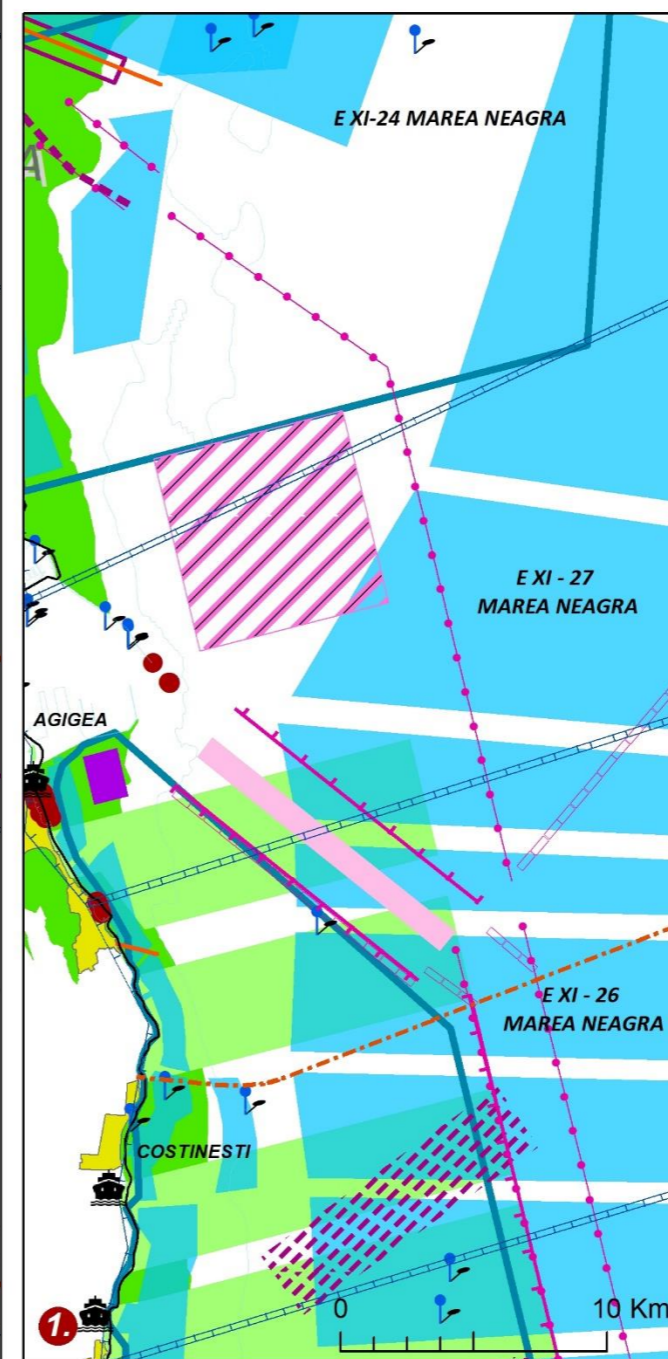 E XI-24 MAREA NEAGRA
A
E XI - 27
MAREA NEAGRA
AGIGEA
E XI - 26
MAREA NEAGRA
COSTINESTI
1.
0
10 Km